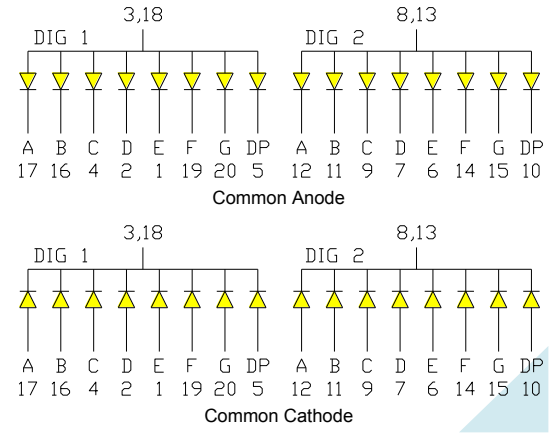 3,18 8,13
DIG 1 DIG 2
A B C D E F G DP A B C D E F G DP
17 16 4 2 1 19 20 5 12 11 9 7 6 14 15 10
Common Anode
3,18 8,13
DIG 1 DIG 2
A B C D E F G DP A B C D E F G DP
17 16 4 2 1 19 20 5 12 11 9 7 6 14 15 10
Common Cathode